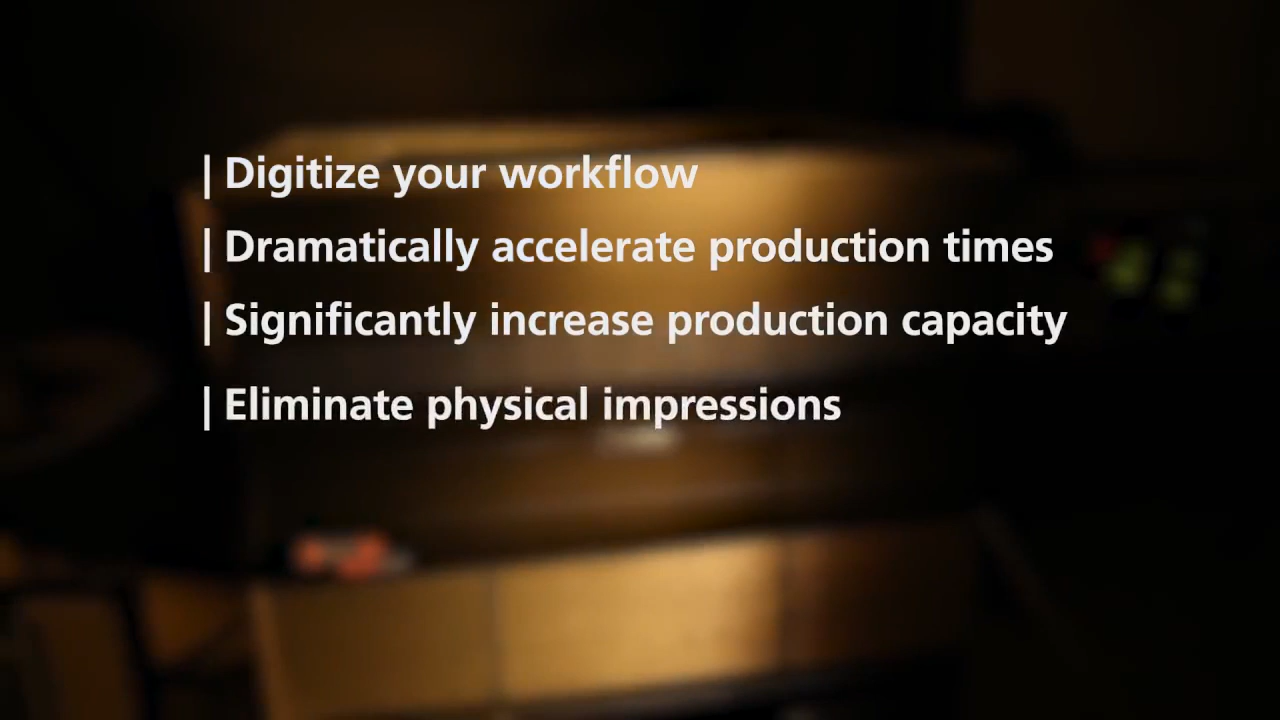 | Digitize your workflow
| Dramatically accelerate production times
| Significantly increase production capacity
| Eliminate physical impressions